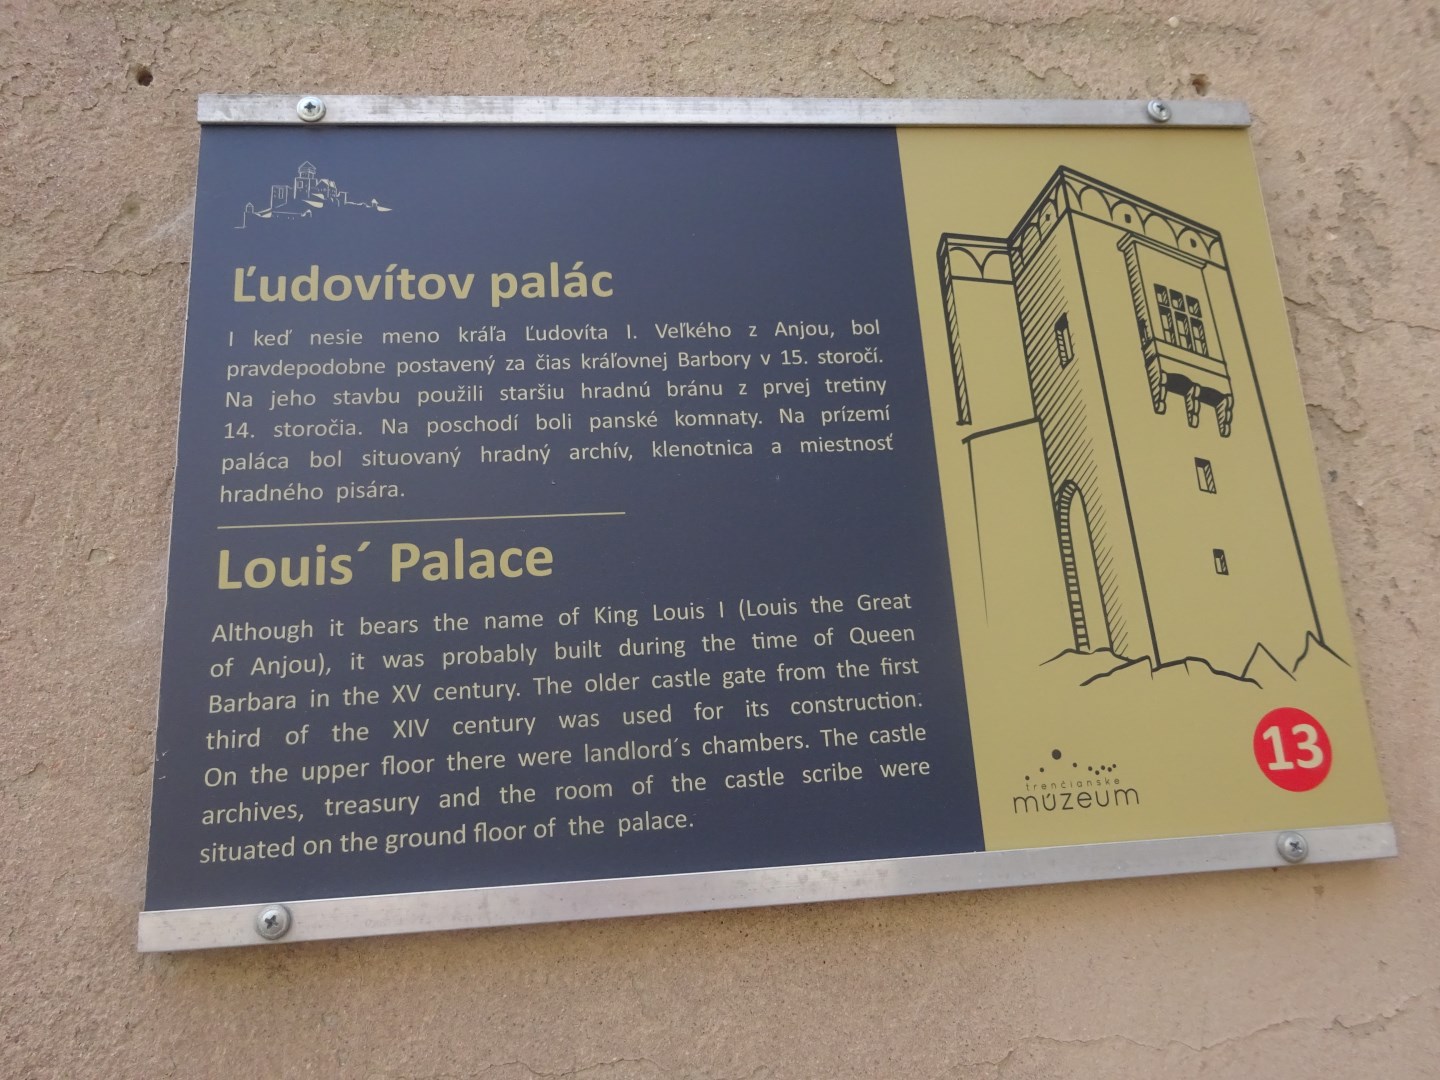 Ľudovítov palác
I keď nesie meno kráľa Ľudovíta I. Veľkého z Anjou, bol
pravdepodobne postavený za čias kráľovnej Barbory v 15. storočí.
Na jeho stavbu použili staršiu hradnú bránu z prvej tretiny
14. storočia. Na poschodí boli panské komnaty. Na prízemí
paláca bol situovaný hradný archív, klenotnica a miestnosť
hradného pisára.
Louis´ Palace
Although it bears the name of King Louis I (Louis the Great
of Anjou), it was probably built during the time of Queen
Barbara in the XV century. The older castle gate from the first
third of the XIV century was used for its construction.
On the upper floor there were landlord´s chambers. The castle
archives, treasury and the room of the castle scribe were
situated on the ground floor of the palace.
trenčianske
múzeum
13